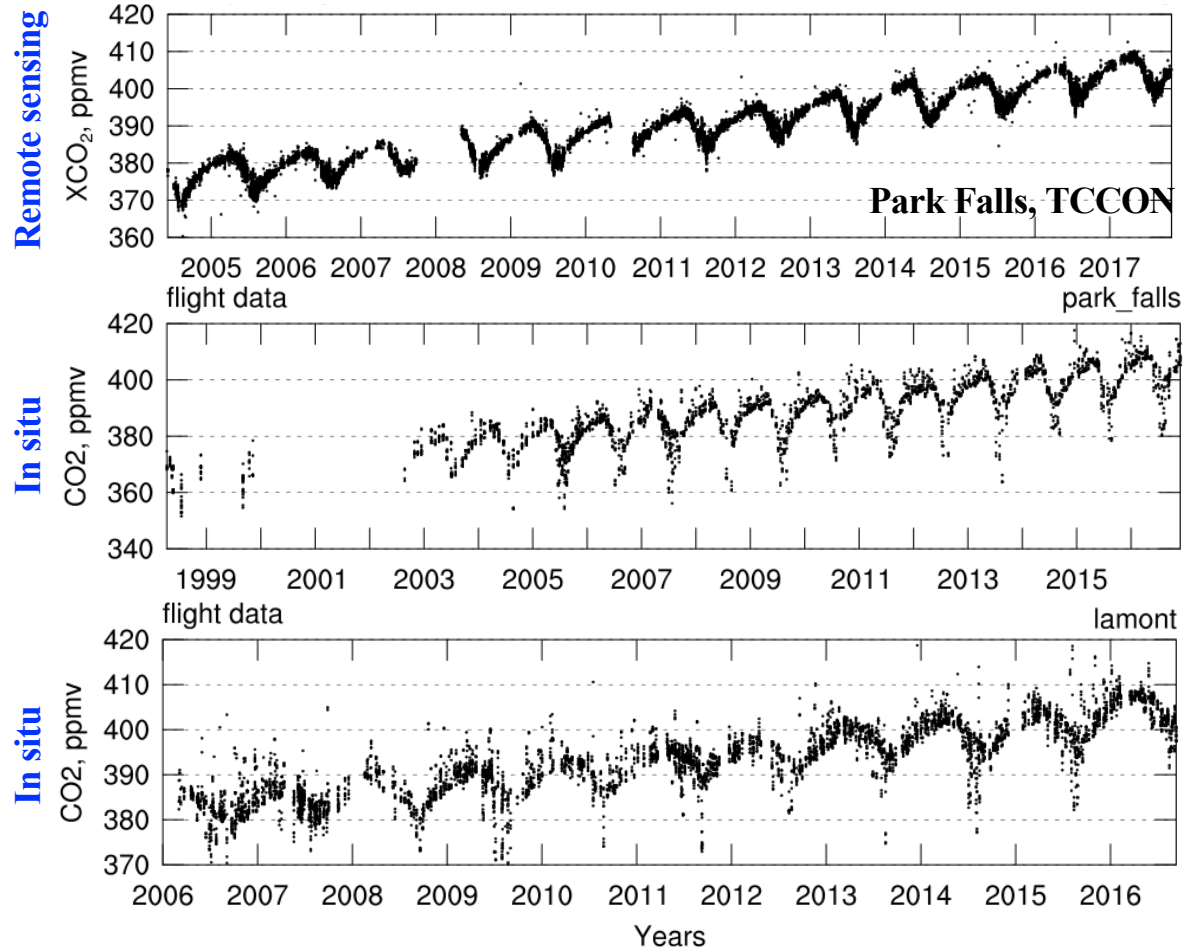 Remote sensing
XCO₂, ppmv
420
410
400
390
380
370
360
Park Falls, TCCON
2005 2006 2007 2008 2009 2010 2011 2012 2013 2014 2015 2016 2017
flight data park_falls
In situ
CO2, ppmv
420
400
380
360
340
1999 2001 2003 2005 2007 2009 2011 2013 2015
flight data lamont
In situ
CO2, ppmv
420
410
400
390
380
370
2006 2007 2008 2009 2010 2011 2012 2013 2014 2015 2016
Years